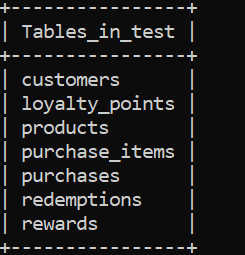 +----------------+
| Tables_in_test |
+----------------+
| customers      |
| loyalty_points |
| products       |
| purchase_items |
| purchases      |
| redemptions    |
| rewards        |
+----------------+